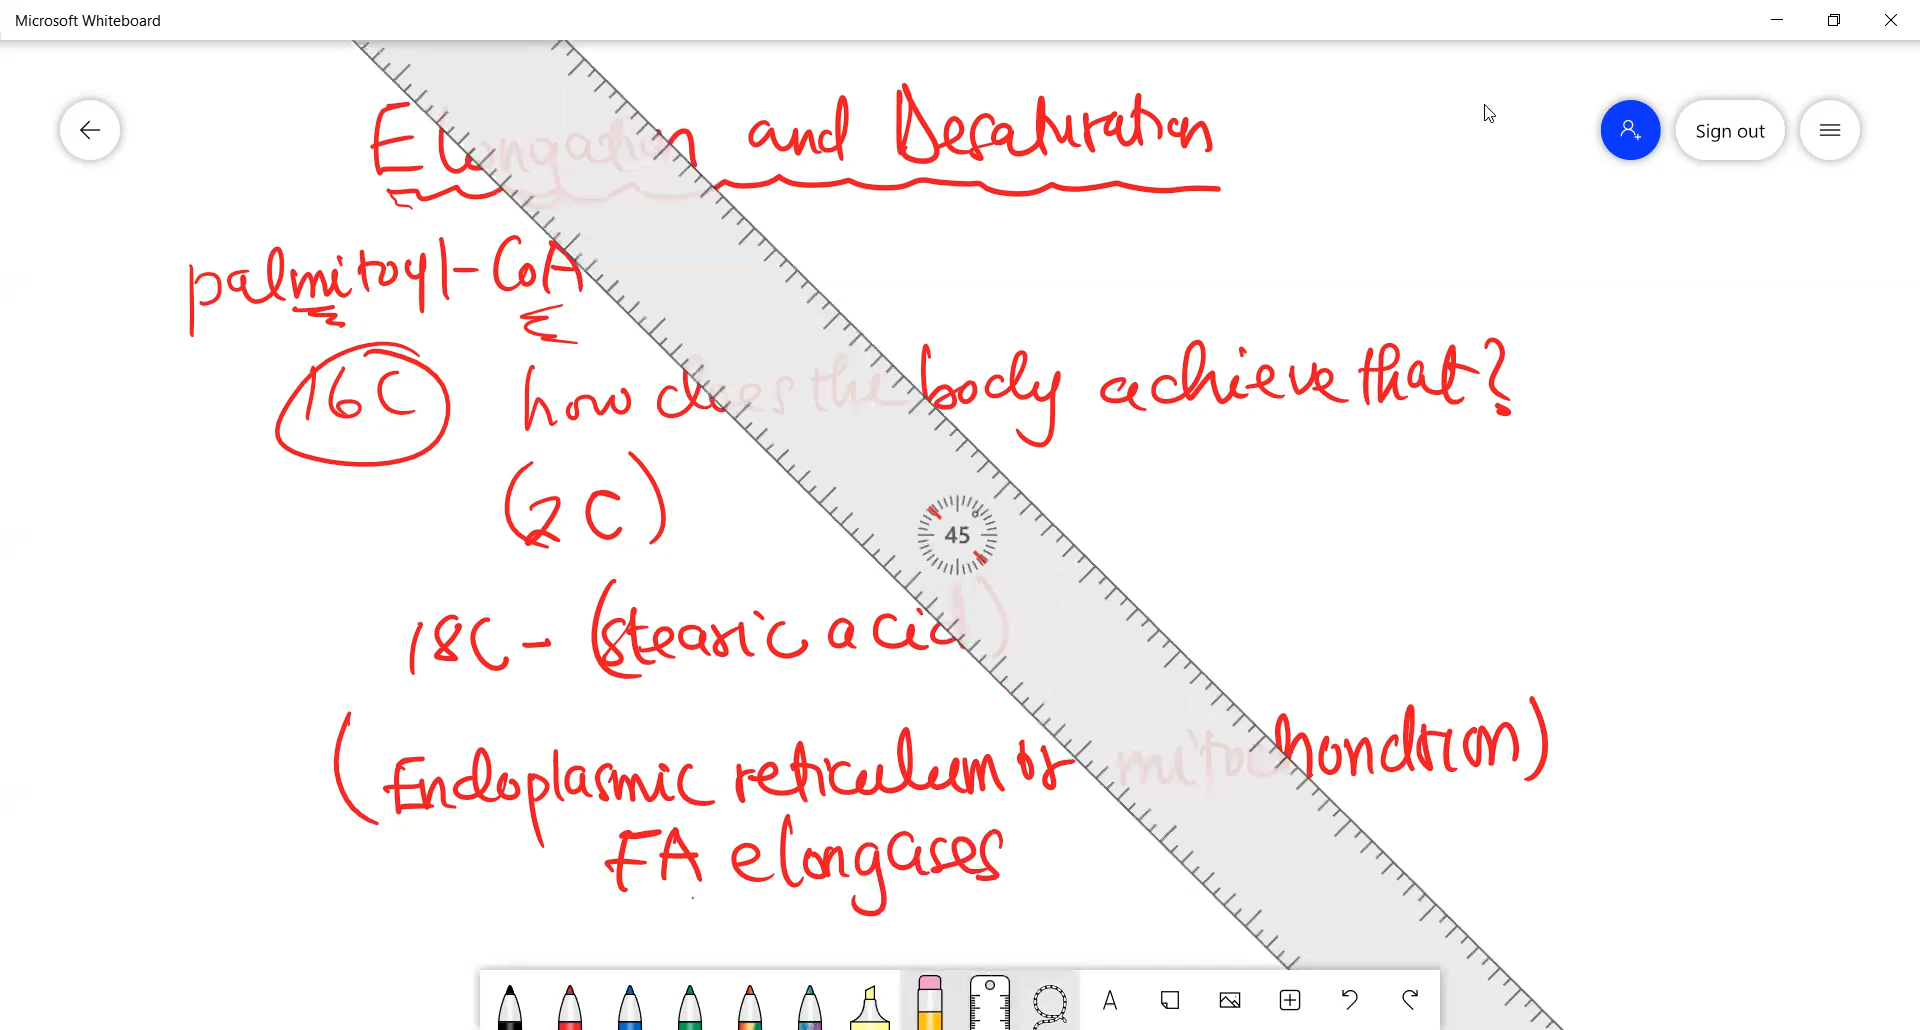 Microsoft Whiteboard
Sign out
Elongation and Desaturation
palmitoyl-CoA
16C how does the body achieve that?
(2C)
45
18C - (stearic acid)
(Endoplasmic reticulum or mitochondrion)
FA elongases
A